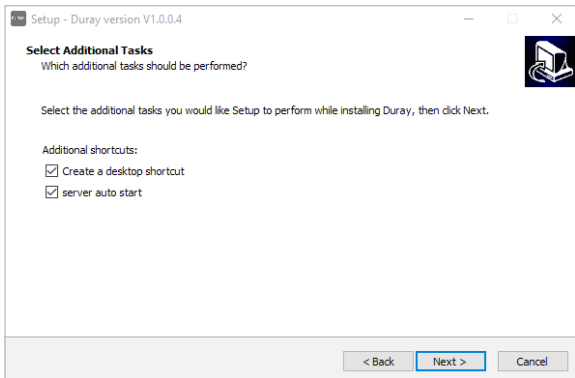 Setup - Duray version V1.0.0.4
Select Additional Tasks
Which additional tasks should be performed?
Select the additional tasks you would like Setup to perform while installing Duray, then click Next.
Additional shortcuts:
Create a desktop shortcut
server auto start
< Back Next > Cancel